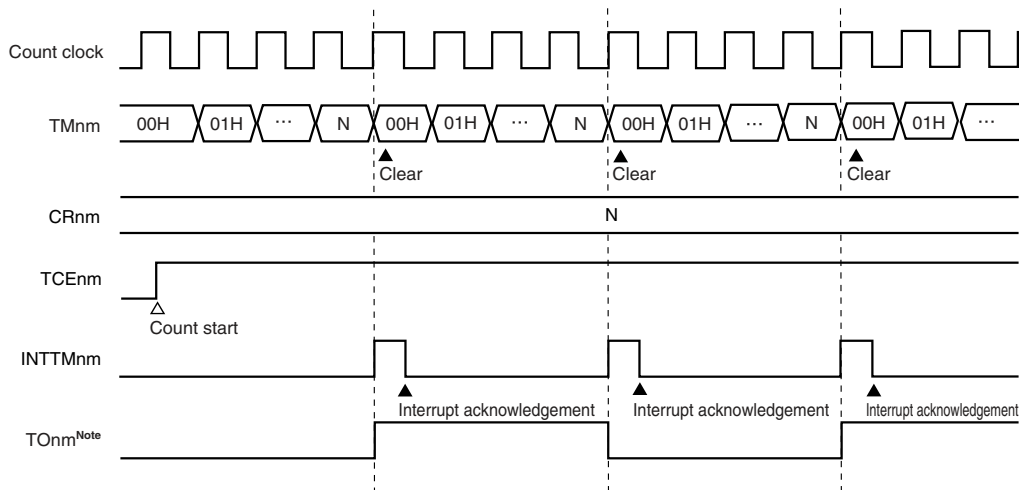 Count clock
TMnm 00H 01H ··· N 00H 01H ··· N 00H 01H ··· N 00H 01H ···
Clear Clear Clear
CRnm N
TCEnm
Count start
INTTMnm
Interrupt acknowledgement Interrupt acknowledgement Interrupt acknowledgement
TOnmNote